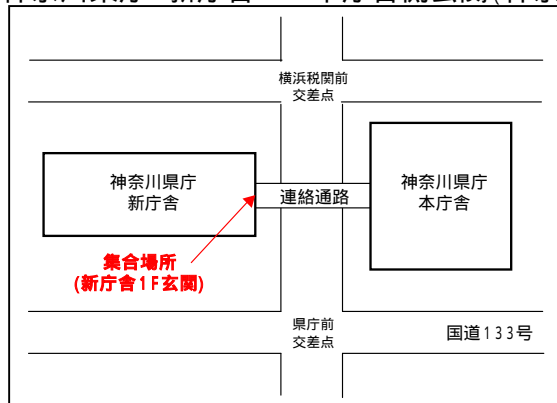 横浜税関前
交差点
神奈川県庁
新庁舎
連絡通路
神奈川県庁
本庁舎
集合場所
(新庁舎1F玄関)
県庁前
交差点
国道133号